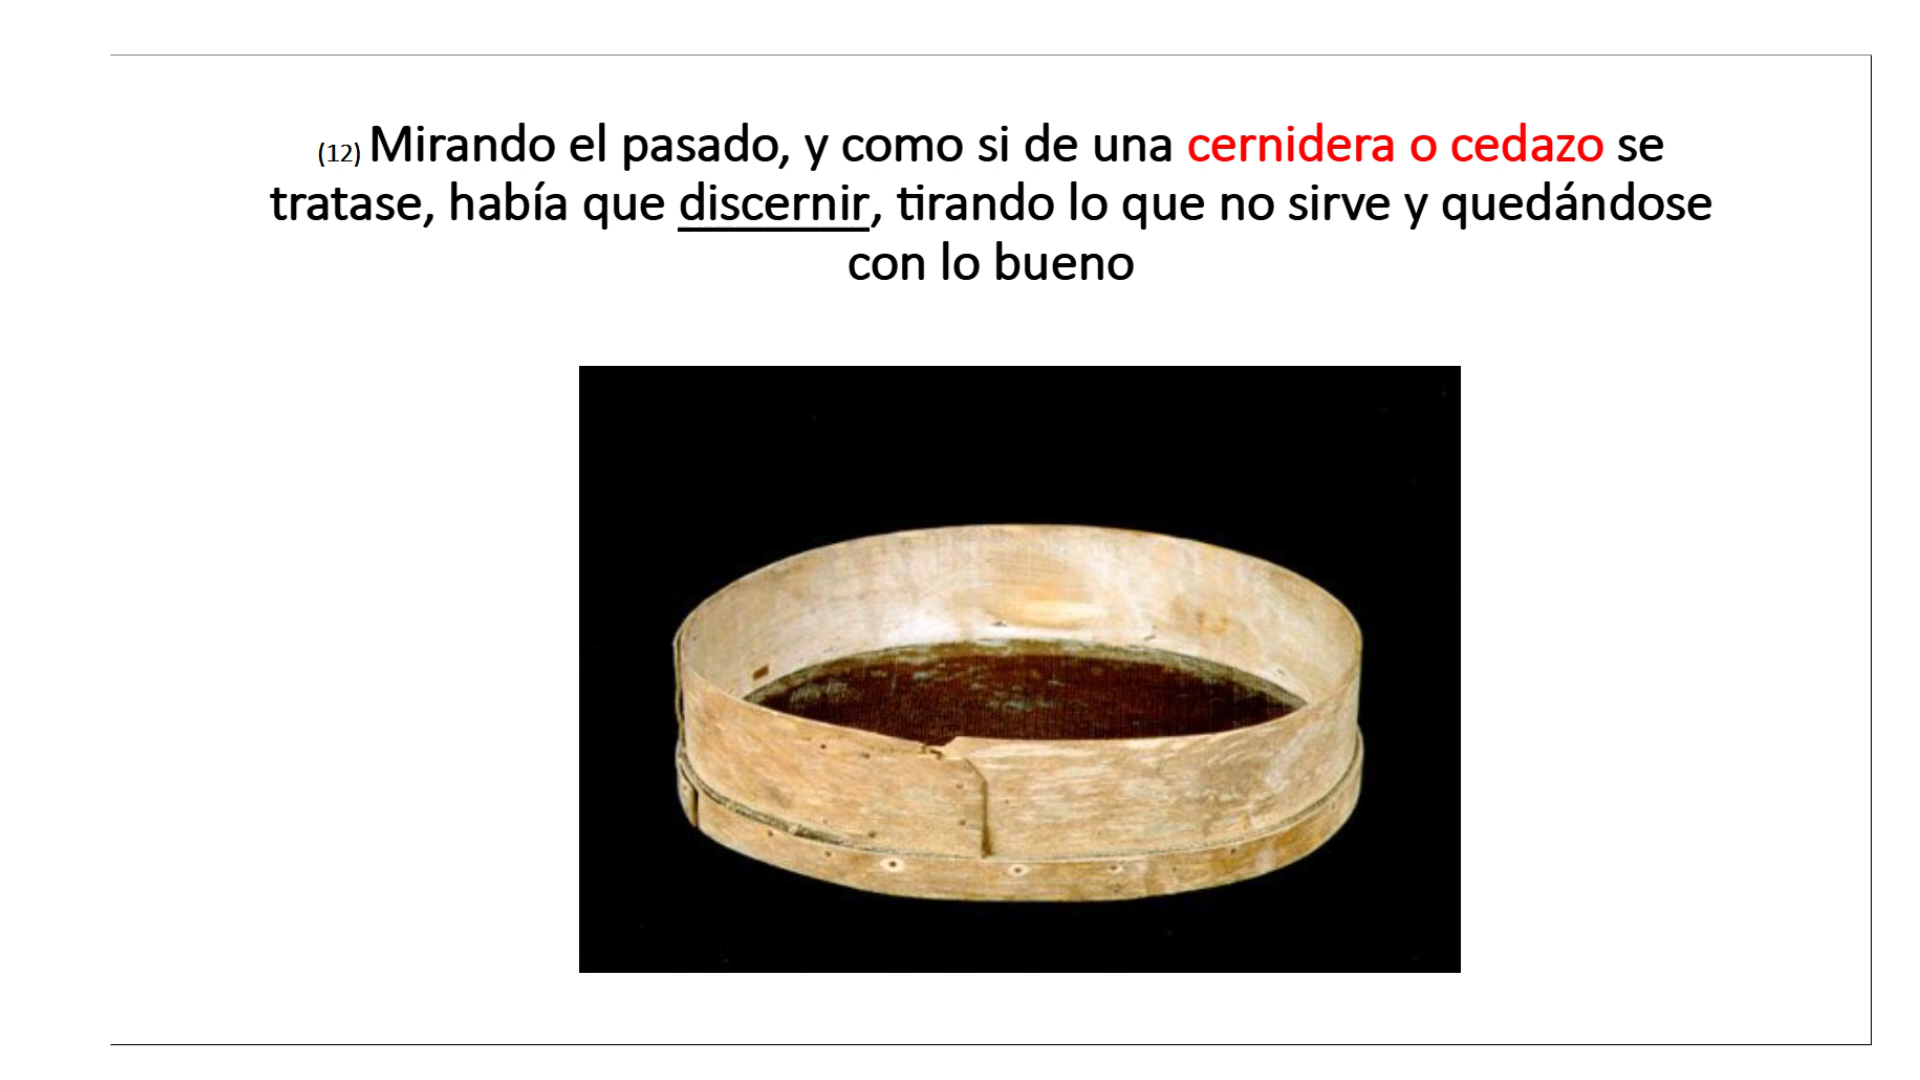 (12) Mirando el pasado, y como si de una cernidera o cedazo se
tratase, había que discernir, tirando lo que no sirve y quedándose
con lo bueno